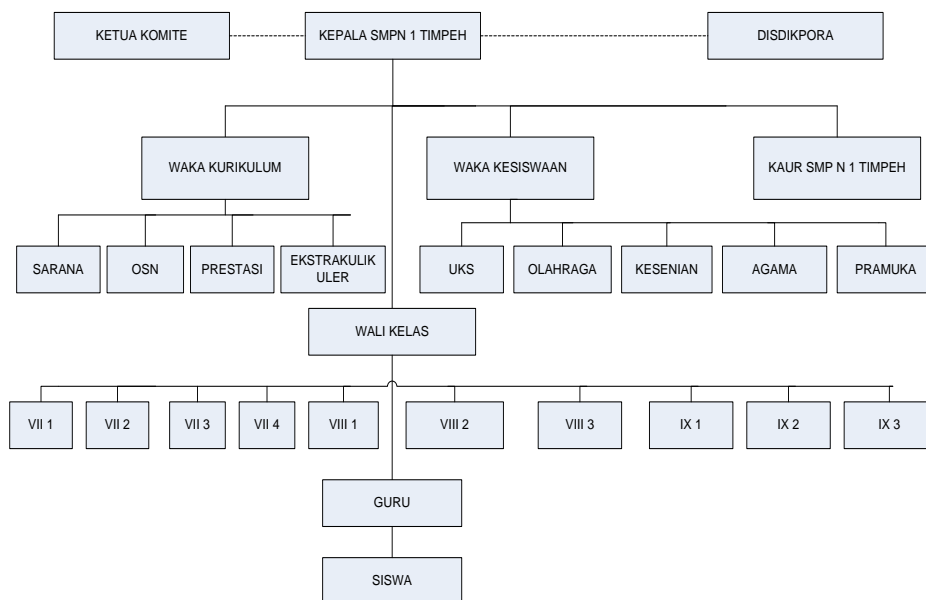 KETUA KOMITE
KEPALA SMPN 1 TIMPEH
DISDIKPORA
WAKA KURIKULUM
WAKA KESISWAAN
KAUR SMP N 1 TIMPEH
SARANA
OSN
PRESTASI
EKSTRAKULIK
ULER
UKS
OLAHRAGA
KESENIAN
AGAMA
PRAMUKA
WALI KELAS
VII 1
VII 2
VII 3
VII 4
VIII 1
VIII 2
VIII 3
IX 1
IX 2
IX 3
GURU
SISWA